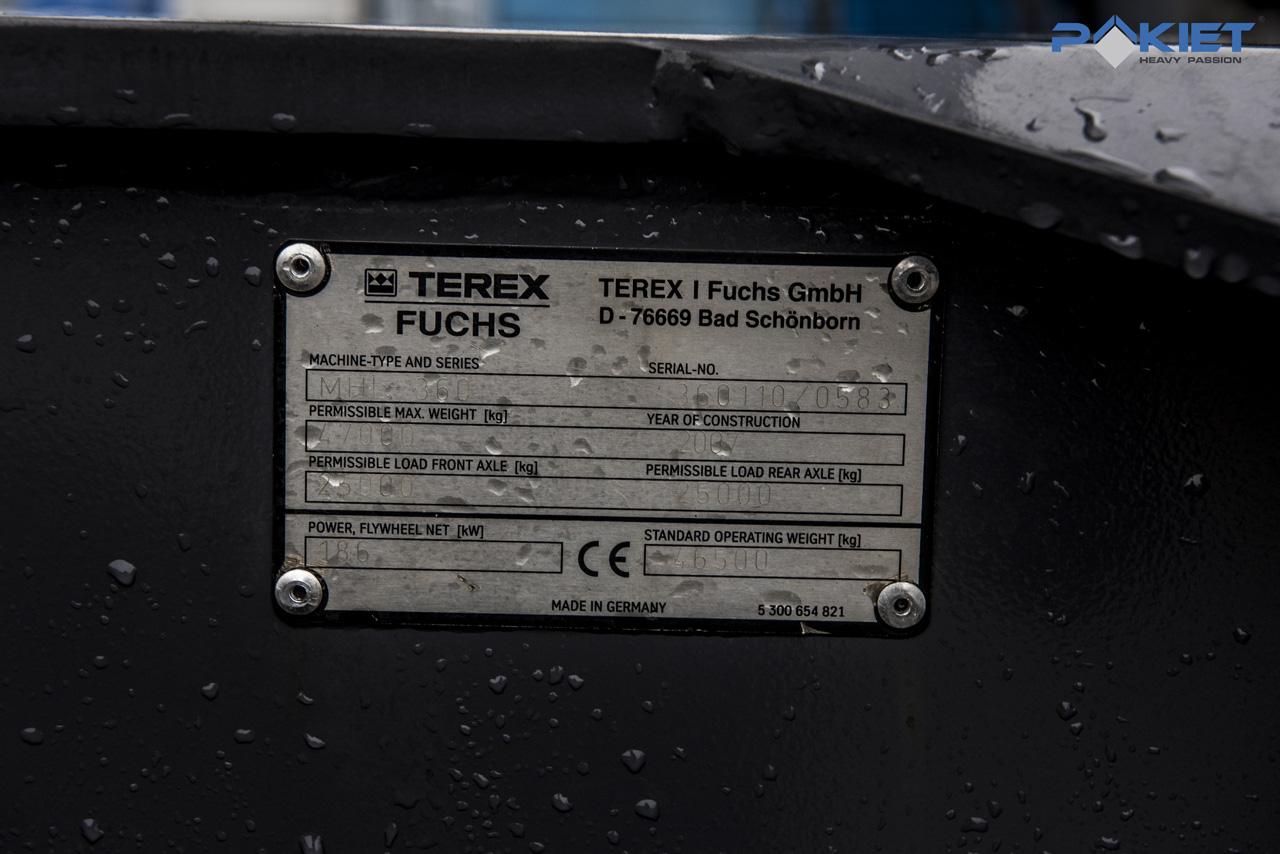 PAKIET
HEAVY PASSION
TEREX
FUCHS
TEREX I Fuchs GmbH
D - 76669 Bad Schönborn
MACHINE-TYPE AND SERIES SERIAL-NO.
MHL 360 360110/0583
PERMISSIBLE MAX. WEIGHT [kg] YEAR OF CONSTRUCTION
47000 2007
PERMISSIBLE LOAD FRONT AXLE [kg] PERMISSIBLE LOAD REAR AXLE [kg]
25000 25000
POWER, FLYWHEEL NET [kW] STANDARD OPERATING WEIGHT [kg]
186 CE 46500
MADE IN GERMANY 5 300 654 821